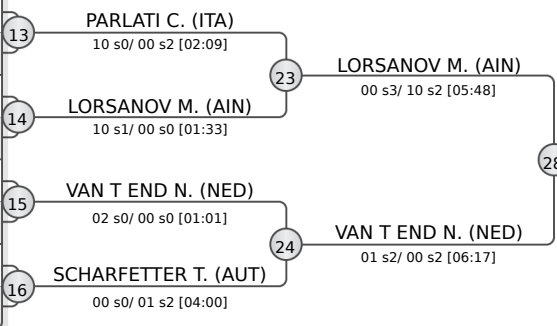 PARLATI C. (ITA)
13
10 s0/ 00 s2 [02:09]
23
LORSANOV M. (AIN)
00 s3/ 10 s2 [05:48]
LORSANOV M. (AIN)
14
10 s1/ 00 s0 [01:33]
28
VAN T END N. (NED)
15
02 s0/ 00 s0 [01:01]
24
VAN T END N. (NED)
01 s2/ 00 s2 [06:17]
SCHARFETTER T. (AUT)
16
00 s0/ 01 s2 [04:00]